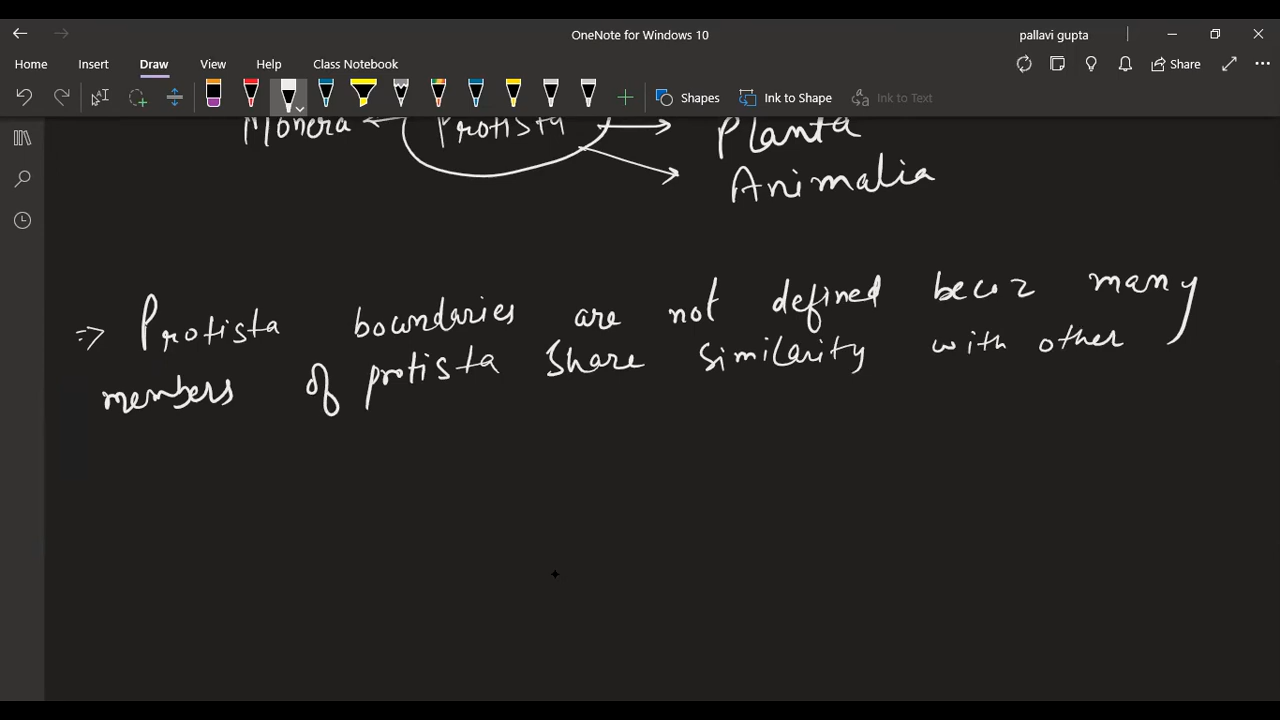 OneNote for Windows 10
pallavi gupta
Home Insert Draw View Help Class Notebook
Share
Shapes Ink to Shape Ink to Text
Monera Protista Planta
Animalia
=> Protista boundaries are not defined becoz many
members of protista share similarity with other